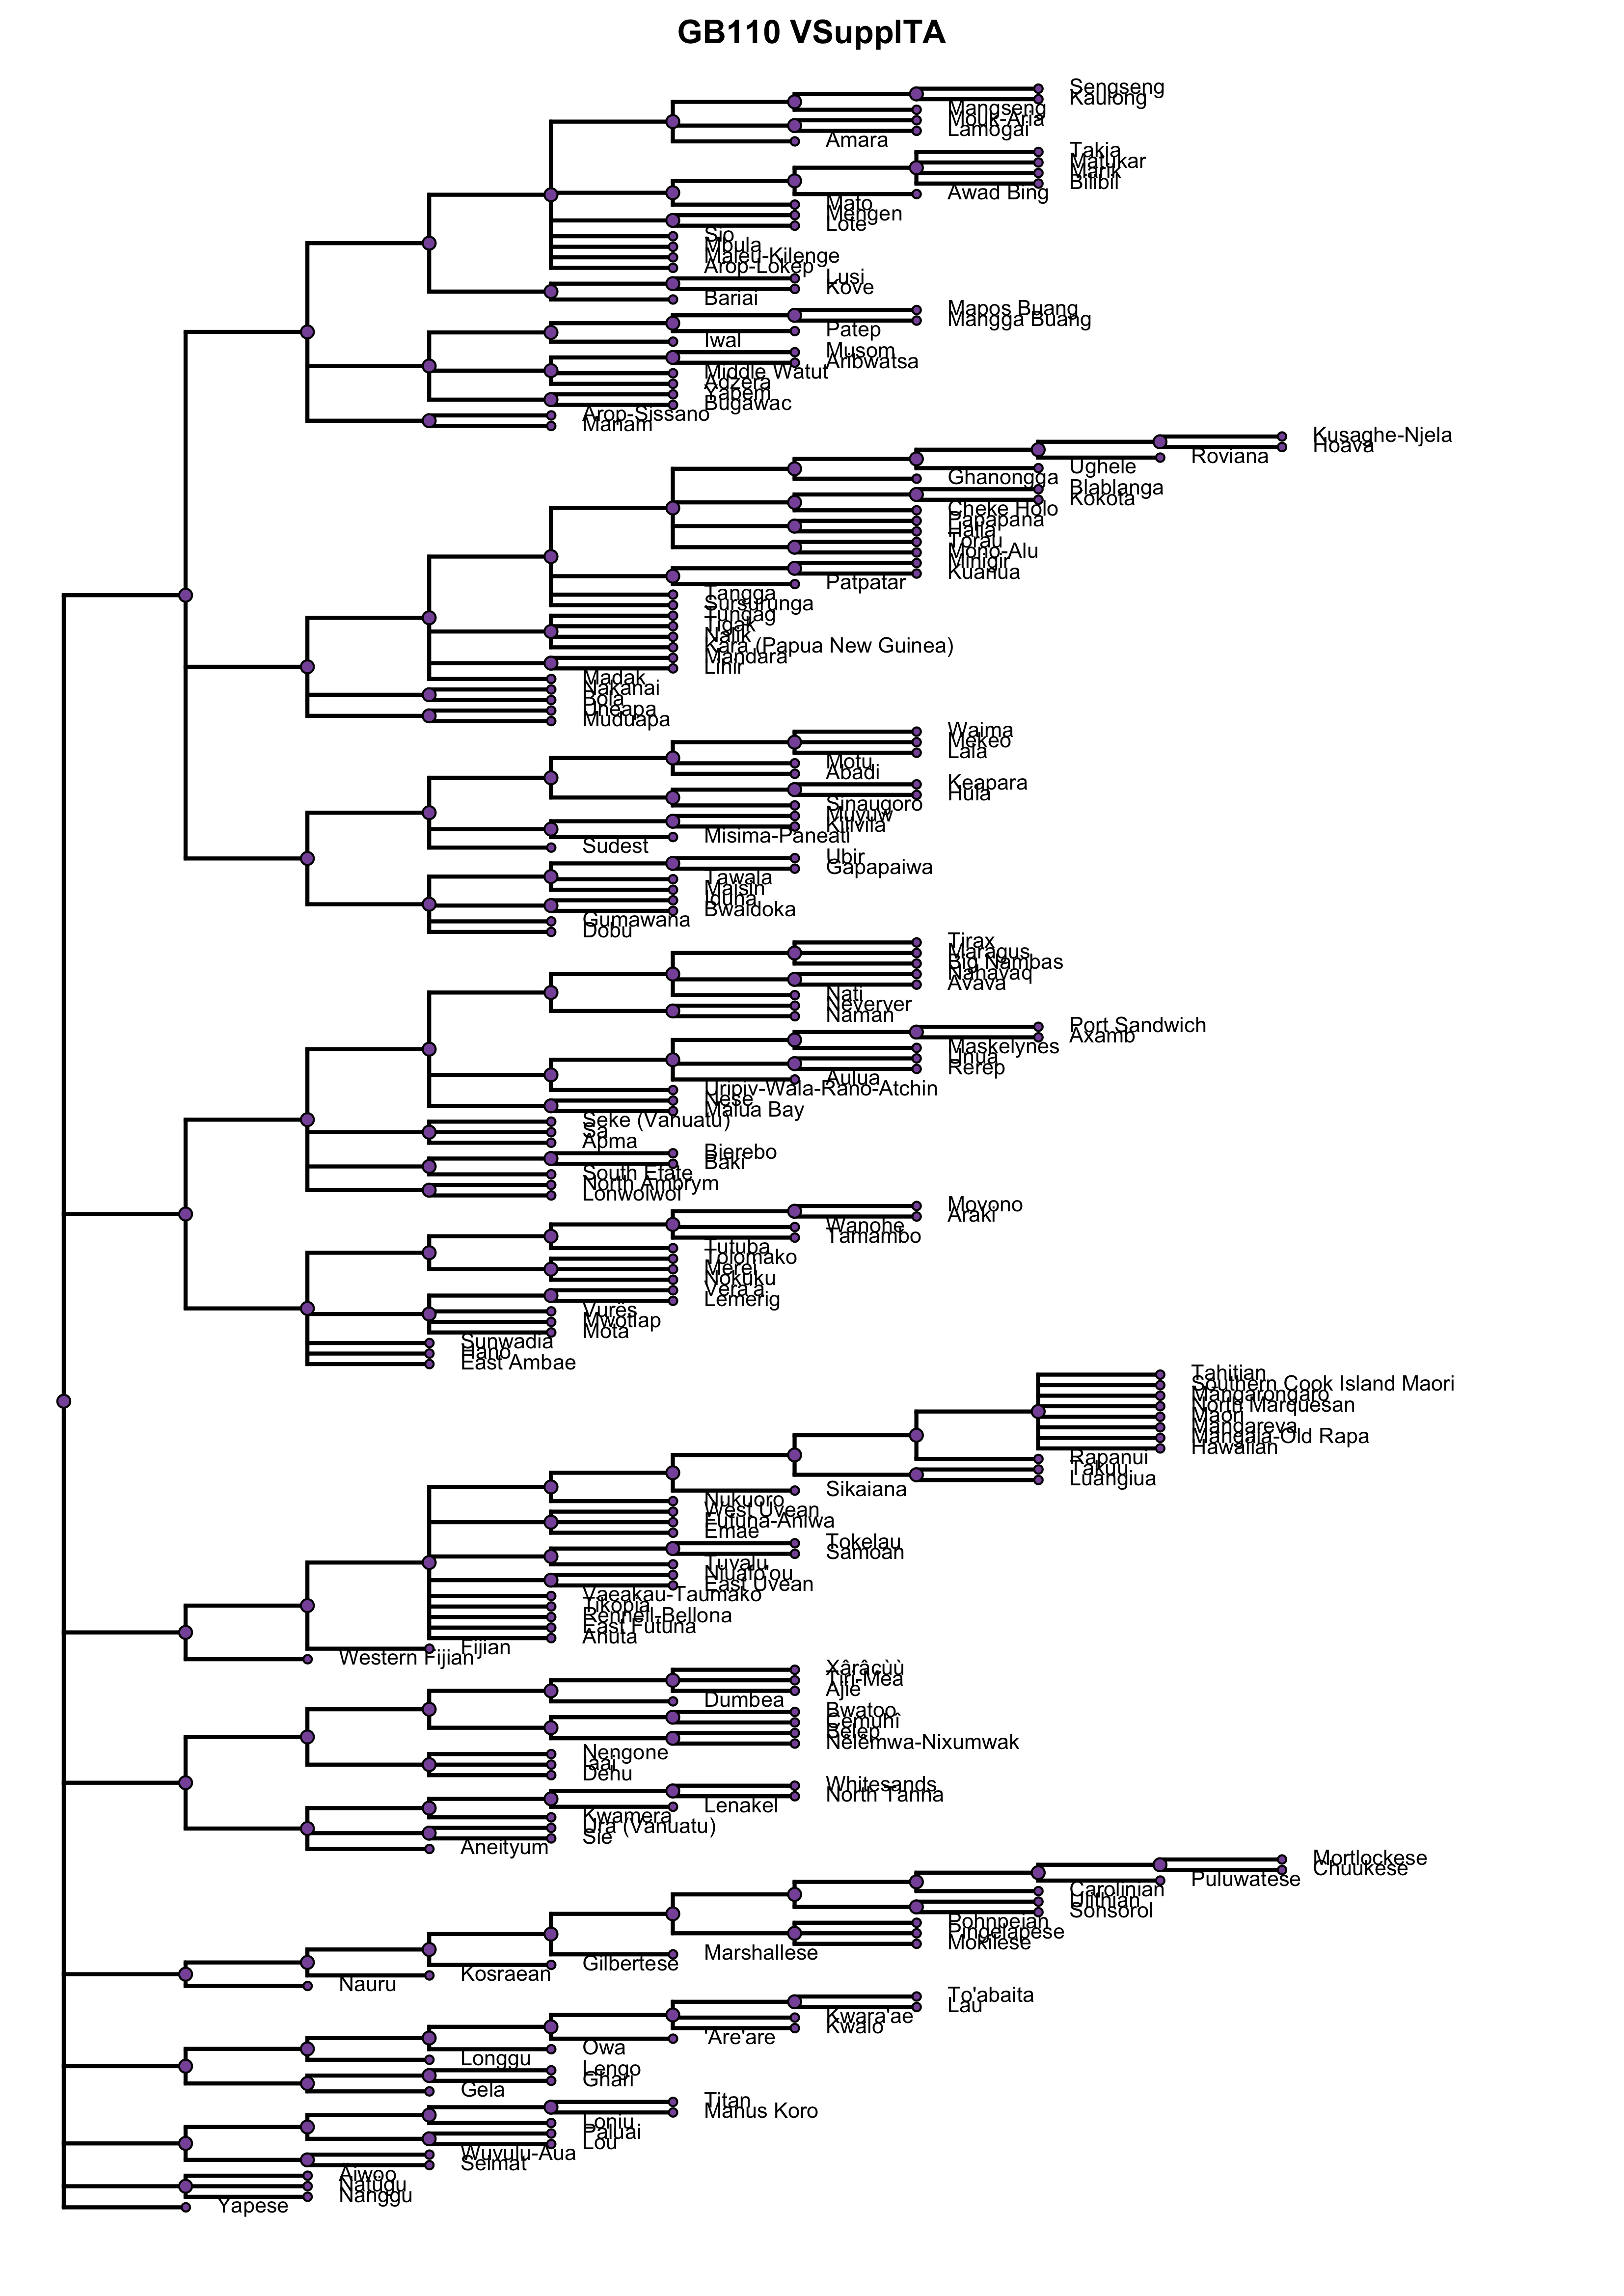 GB110 VSupplTA
Sengseng
Kaulong
Mangseng
Mouk-Aria
Lamogai
Amara
Takia
Matukar
Marik
Bilibil
Awad Bing
Mato
Mengen
Lote
Sio
Mbula
Maleu-Kilenge
Arop-Lokep
Lusi
Kove
Bariai
Mapos Buang
Mangga Buang
Patep
Iwal
Musom
Aribwatsa
Middle Watut
Adzera
Yabem
Bugawac
Arop-Sissano
Manam
Kusaghe-Njela
Hoava
Roviana
Ughele
Ghanongga
Blablanga
Kokota
Cheke Holo
Papapana
Halia
Torau
Mono-Alu
Minigir
Kuanua
Patpatar
Tangga
Sursurunga
Tungag
Tigak
Nalik
Kara (Papua New Guinea)
Mandara
Lihir
Madak
Nakanai
Bola
Uneapa
Muduapa
Waima
Mekeo
Lala
Motu
Abadi
Keapara
Hula
Sinaugoro
Muyuw
Kilivila
Misima-Paneati
Sudest
Ubir
Gapapaiwa
Tawala
Maisin
Iduna
Bwaidoka
Gumawana
Dobu
Tirax
Maragus
Big Nambas
Nahavaq
Avava
Nati
Neverver
Naman
Port Sandwich
Axamb
Maskelynes
Unua
Rerep
Aulua
Uripiv-Wala-Rano-Atchin
Nese
Malua Bay
Seke (Vanuatu)
Sa
Apma
Bierebo
Baki
South Efate
North Ambrym
Lonwolwol
Movono
Araki
Wanohe
Tamambo
Tutuba
Tolomako
Merei
Nokuku
Vera'a
Lemerig
Vurës
Mwotlap
Mota
Sunwadia
Hano
East Ambae
Tahitian
Southern Cook Island Maori
Mangarongaro
North Marquesan
Maori
Mangareva
Mangaia-Old Rapa
Hawaiian
Rapanui
Takuu
Luangiua
Sikaiana
Nukuoro
West Uvean
Futuna-Aniwa
Emae
Tokelau
Samoan
Tuvalu
Niuafo'ou
East Uvean
Vaeakau-Taumako
Tikopia
Rennell-Bellona
East Futuna
Anuta
Fijian
Western Fijian
Xârâcùù
Tiri-Mea
Ajië
Dumbea
Bwatoo
Cemuhî
Belep
Nelemwa-Nixumwak
Nengone
Iaai
Dehu
Whitesands
North Tanna
Lenakel
Kwamera
Ura (Vanuatu)
Sie
Aneityum
Mortlockese
Chuukese
Puluwatese
Carolinian
Ulithian
Sonsorol
Pohnpeian
Pingelapese
Mokilese
Marshallese
Gilbertese
Kosraean
Nauru
To'abaita
Lau
Kwara'ae
Kwaio
'Are'are
Owa
Longgu
Lengo
Ghari
Gela
Titan
Manus Koro
Loniu
Paluai
Lou
Wuvulu-Aua
Seimat
Äiwoo
Natügu
Nanggu
Yapese